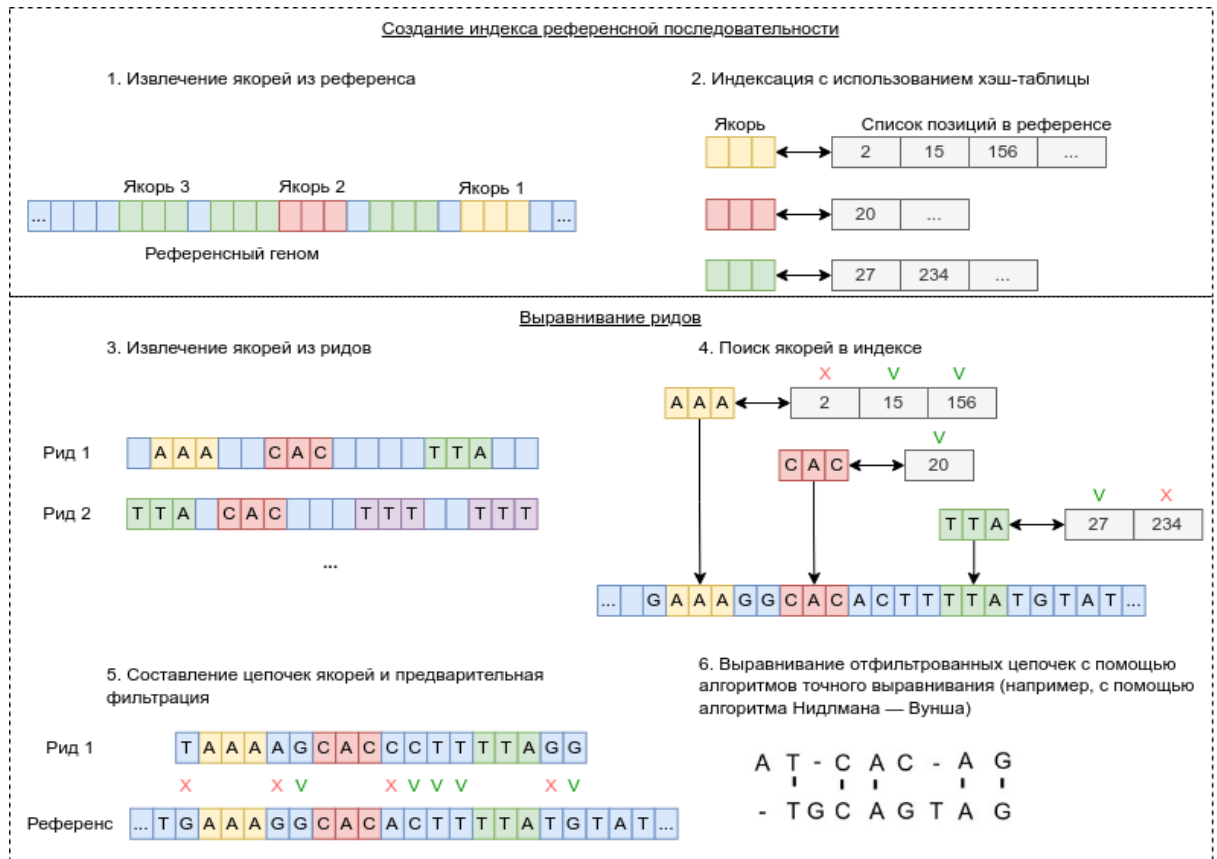 Создание индекса референсной последовательности
1. Извлечение якорей из референса
2. Индексация с использованием хэш-таблицы
Якорь
Список позиций в референсе
2 15 156 ...
20 ...
27 234 ...
Якорь 3 Якорь 2 Якорь 1
... ...
Референсный геном
Выравнивание ридов
3. Извлечение якорей из ридов
Рид 1
A A A C A C T T A
Рид 2
T T A C A C T T T T T T
...
4. Поиск якорей в индексе
X V V
A A A 2 15 156
V
C A C 20
V X
T T A 27 234
... G A A A G G C A C A C T T T T A T G T A T ...
5. Составление цепочек якорей и предварительная
фильтрация
Рид 1
T A A A A G C A C C C T T T T A G G
X X V X V V V X V
Референс
... T G A A A G G C A C A C T T T T A T G T A T ...
6. Выравнивание отфильтрованных цепочек с помощью
алгоритмов точного выравнивания (например, с помощью
алгоритма Нидлмана — Вунша)
A T - C A C - A G
- T G C A G T A G